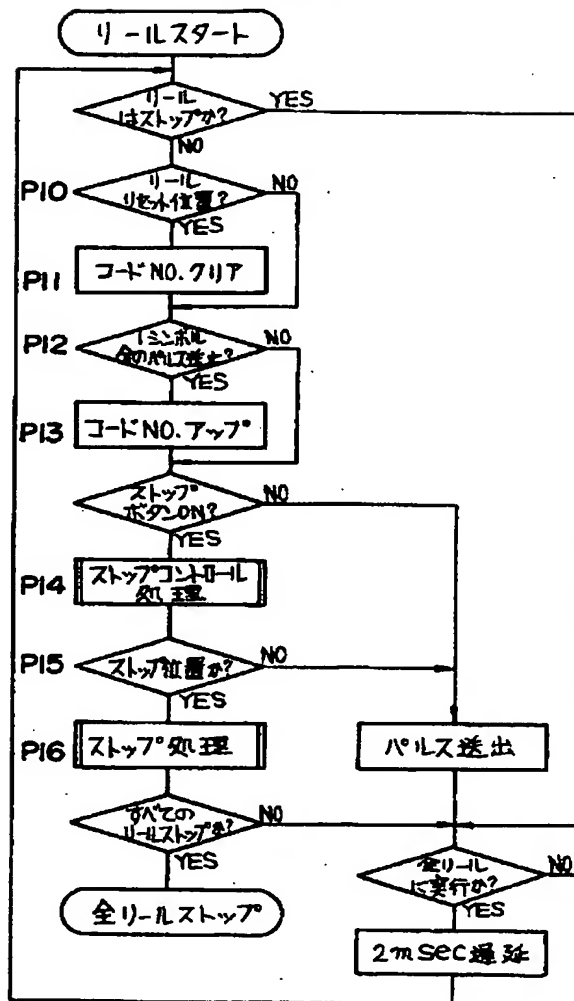 リールスタート
リール
はストップか?
YES
NO
P10
リール
リセット位置?
NO
YES
P11
コードNO.クリア
P12
1シンボル
全のパルス送出?
NO
YES
P13
コードNO.アップ
ストップ
ボタンON?
NO
YES
P14
ストップコントロール
処理
P15
ストップ位置か?
NO
YES
P16
ストップ処理
パルス送出
すべての
リールストップか?
NO
YES
全リールストップ
全リール
に実行か?
NO
YES
2msec遅延